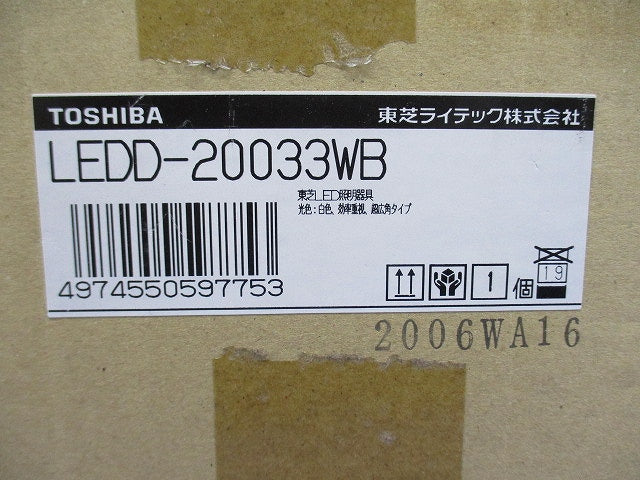 TOSHIBA
東芝ライテック株式会社
LEDD-20033WB
東芝LED照明器具
光色:白色、効率重視、超広角タイプ
4974550597753
1個
19
2006WA16